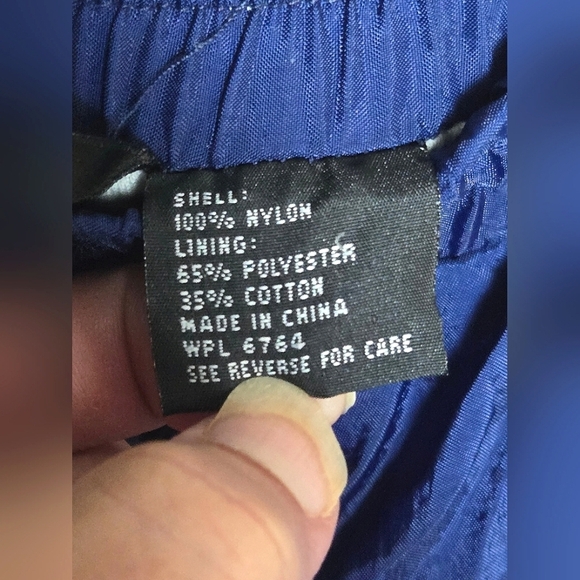 SHELL:
100% NYLON
LINING:
65% POLYESTER
35% COTTON
MADE IN CHINA
WPL 6764
SEE REVERSE FOR CARE